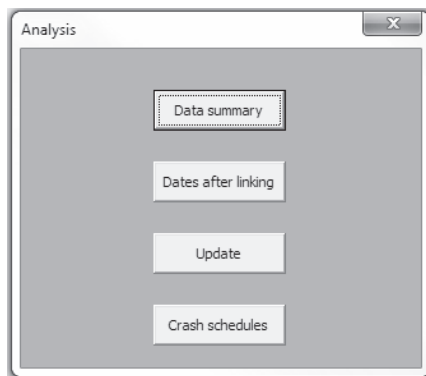 Analysis
Data summary
Dates after linking
Update
Crash schedules